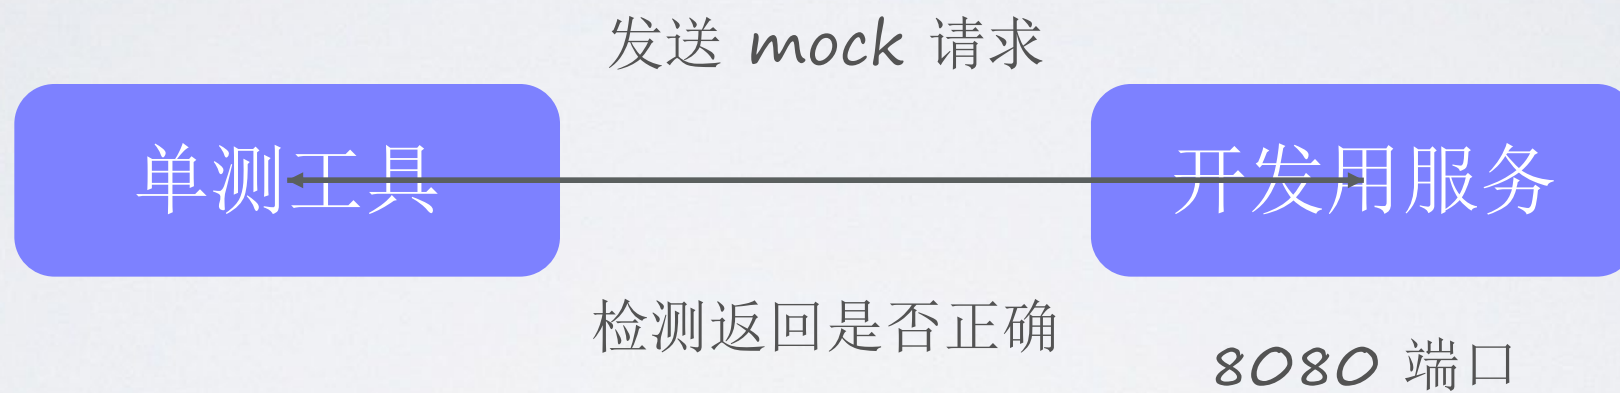 发送 mock 请求
单测工具
开发用服务
检测返回是否正确
8080 端口